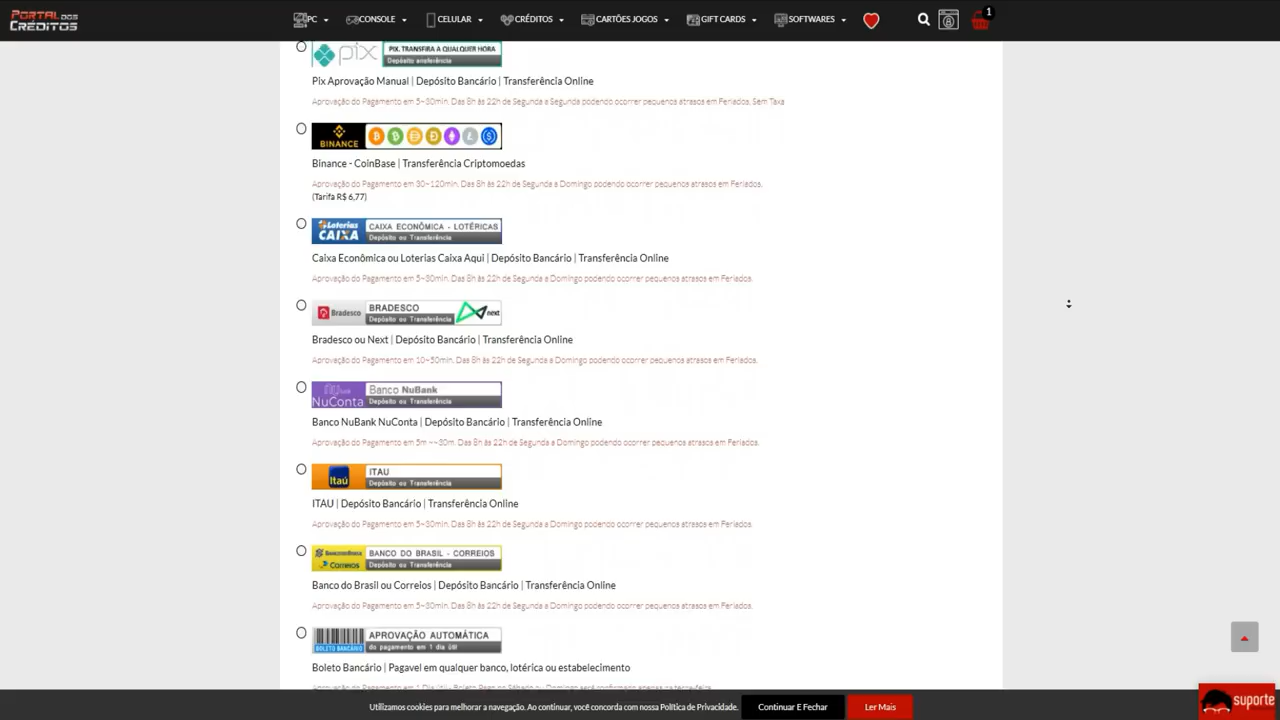 PORTAL DOS CRÉDITOS
PC CONSOLE CELULAR CRÉDITOS CARTÕES JOGOS GIFT CARDS SOFTWARES 1
pix PIX. TRANSFIRA A QUALQUER HORA
Pix Aprovação Manual | Depósito Bancário | Transferência Online
Aprovação do Pagamento em 5~30min. Das 8h às 22h de Segunda a Segunda podendo ocorrer pequenos atrasos em Feriados. Sem Taxa
BINANCE
Binance - CoinBase | Transferência Criptomoedas
Aprovação do Pagamento em 30~120min. Das 8h às 22h de Segunda a Domingo podendo ocorrer pequenos atrasos em Feriados.
(Tarifa R$ 6,77)
Loterias CAIXA CAIXA ECONÔMICA - LOTÉRICAS
Depósito ou Transferência
Caixa Econômica ou Loterias Caixa Aqui | Depósito Bancário | Transferência Online
Aprovação do Pagamento em 5~30min. Das 8h às 22h de Segunda a Domingo podendo ocorrer pequenos atrasos em Feriados.
Bradesco BRADESCO next
Depósito ou Transferência
Bradesco ou Next | Depósito Bancário | Transferência Online
Aprovação do Pagamento em 10~50min. Das 8h às 22h de Segunda a Domingo podendo ocorrer pequenos atrasos em Feriados.
NuConta Banco NuBank
Depósito ou Transferência
Banco NuBank NuConta | Depósito Bancário | Transferência Online
Aprovação do Pagamento em 5m ~~30m. Das 8h às 22h de Segunda a Domingo podendo ocorrer pequenos atrasos em Feriados.
Itaú ITAU
Depósito ou Transferência
ITAU | Depósito Bancário | Transferência Online
Aprovação do Pagamento em 5~30min. Das 8h às 22h de Segunda a Domingo podendo ocorrer pequenos atrasos em Feriados.
Correios BANCO DO BRASIL - CORREIOS
Depósito ou Transferência
Banco do Brasil ou Correios | Depósito Bancário | Transferência Online
Aprovação do Pagamento em 5~30min. Das 8h às 22h de Segunda a Domingo podendo ocorrer pequenos atrasos em Feriados.
BOLETO BANCÁRIO APROVAÇÃO AUTOMÁTICA
do pagamento em 1 dia útil
Boleto Bancário | Pagavel em qualquer banco, lotérica ou estabelecimento
Utilizamos cookies para melhorar a navegação. Ao continuar, você concorda com nossa Política de Privacidade. Continuar E Fechar Ler Mais
suporte